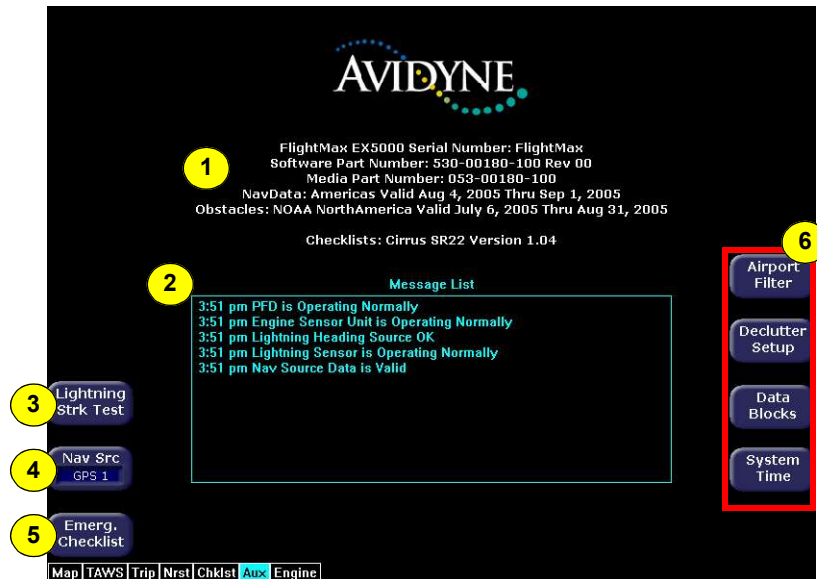 AVIDYNE
FlightMax EX5000 Serial Number: FlightMax
Software Part Number: 530-00180-100 Rev 00
Media Part Number: 053-00180-100
NavData: Americas Valid Aug 4, 2005 Thru Sep 1, 2005
Obstacles: NOAA NorthAmerica Valid July 6, 2005 Thru Aug 31, 2005
Checklists: Cirrus SR22 Version 1.04
1
2
Message List
3:51 pm PFD is Operating Normally
3:51 pm Engine Sensor Unit is Operating Normally
3:51 pm Lightning Heading Source OK
3:51 pm Lightning Sensor is Operating Normally
3:51 pm Nav Source Data is Valid
3
Lightning
Strk Test
4
Nav Src
GPS 1
5
Emerg.
Checklist
6
Airport
Filter
Declutter
Setup
Data
Blocks
System
Time
Map TAWS Trip Nrst Chklst Aux Engine